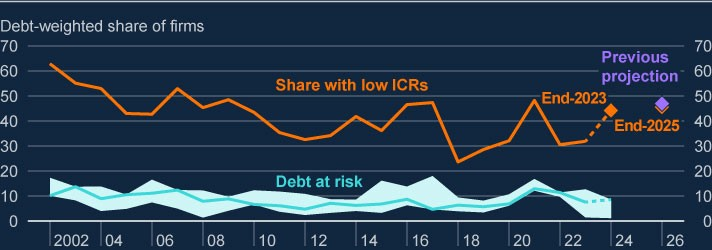 Debt-weighted share of firms
70 70
60 60
50 50
40 40
30 30
20 20
10 10
0 0
Previous
projection
Share with low ICRs
End-2023
End-2025
Debt at risk
2002 04 06 08 10 12 14 16 18 20 22 24 26